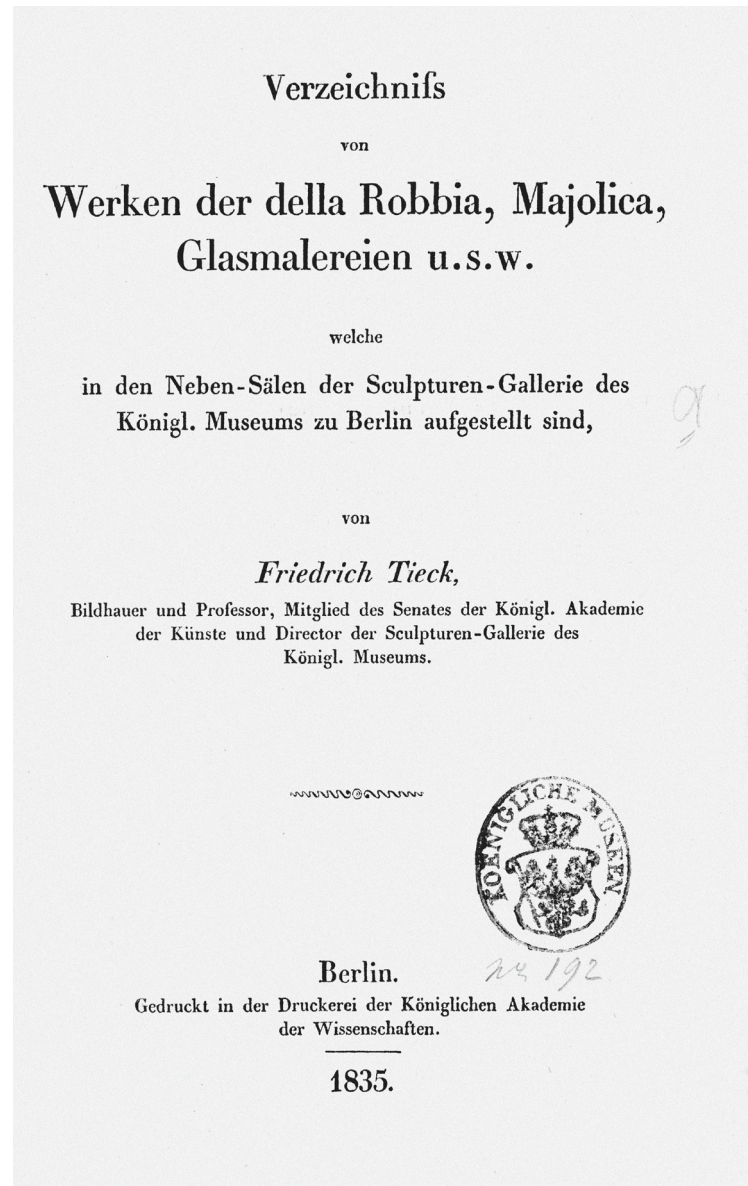 Verzeichniſs
von
Werken der della Robbia, Majolica,
Glasmalereien u.s.w.
welche
in den Neben-Sälen der Sculpturen-Gallerie des
Königl. Museums zu Berlin aufgestellt sind,
von
Friedrich Tieck,
Bildhauer und Professor, Mitglied des Senates der Königl. Akademie
der Künste und Director der Sculpturen-Gallerie des
Königl. Museums.
KOENIGLICHE MUSEEN
192
Berlin.
Gedruckt in der Druckerei der Königlichen Akademie
der Wissenschaften.
1835.